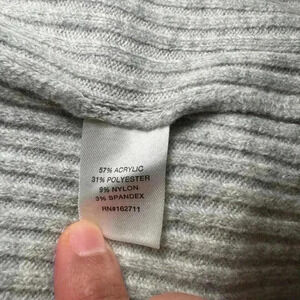 57% ACRYLIC
31% POLYESTER
9% NYLON
3% SPANDEX
RN#162711